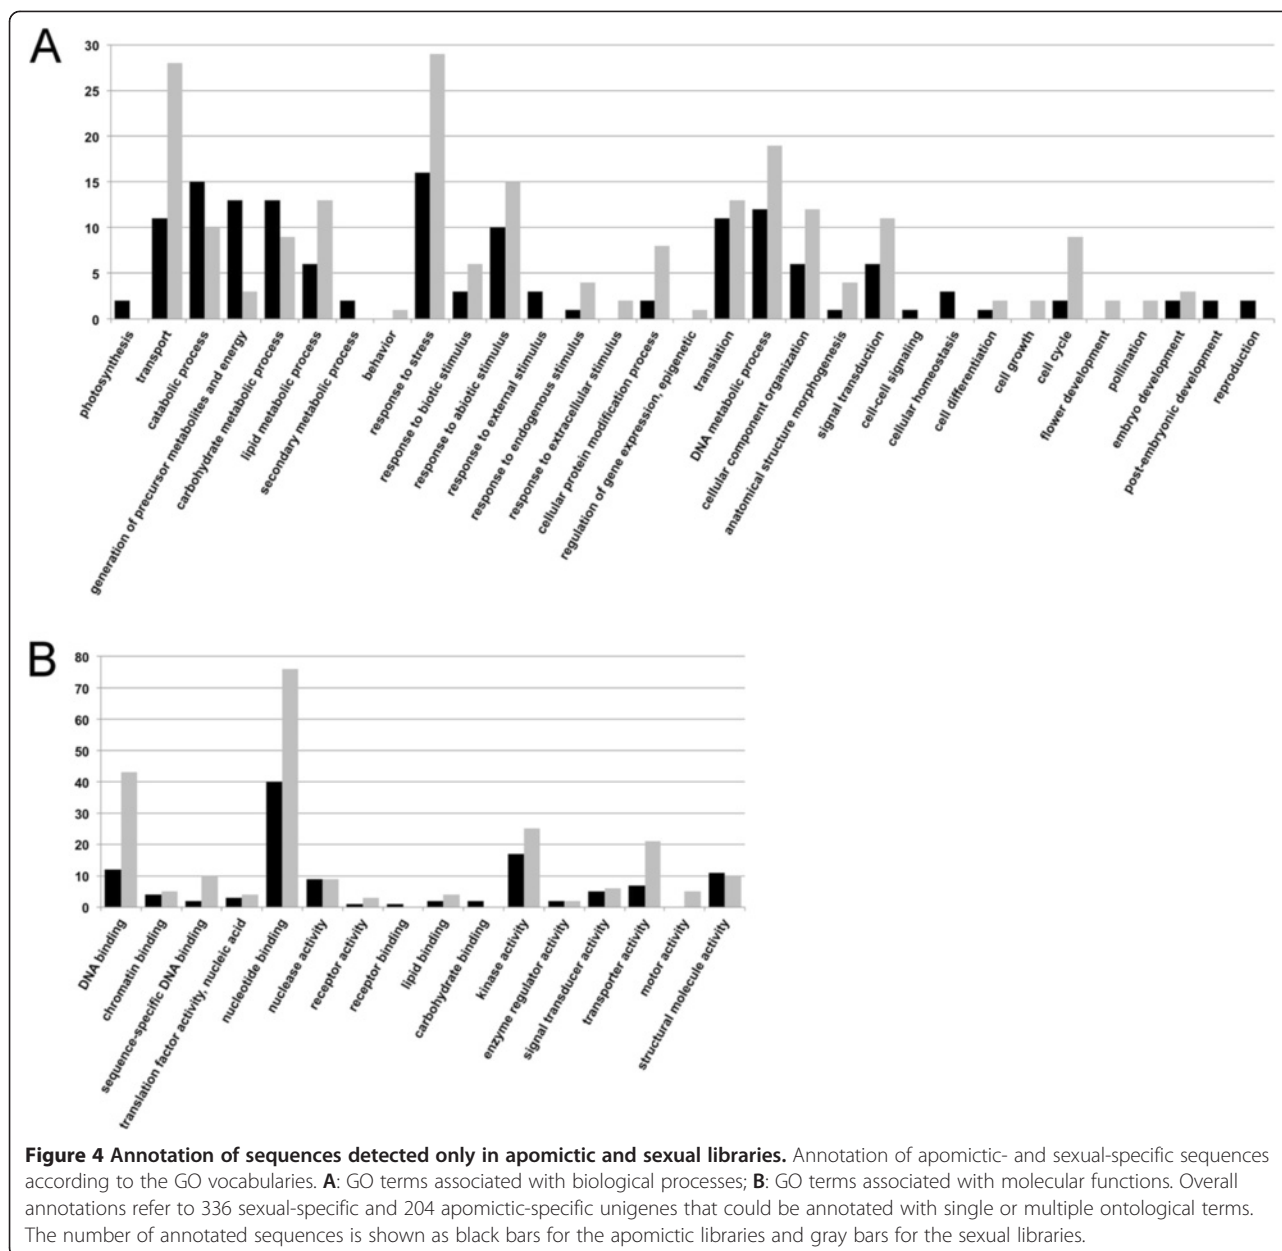 A
30
25
20
15
10
5
0
photosynthesis
transport
catabolic process
generation of precursor metabolites and energy
carbohydrate metabolic process
lipid metabolic process
secondary metabolic process
behavior
response to stress
response to biotic stimulus
response to abiotic stimulus
response to external stimulus
response to endogenous stimulus
response to extracellular stimulus
cellular protein modification process
regulation of gene expression, epigenetic
translation
DNA metabolic process
cellular component organization
anatomical structure morphogenesis
signal transduction
cell-cell signaling
cellular homeostasis
cell differentiation
cell growth
cell cycle
flower development
pollination
embryo development
post-embryonic development
reproduction
B
80
70
60
50
40
30
20
10
0
DNA binding
chromatin binding
sequence-specific DNA binding
translation factor activity, nucleic acid
nucleotide binding
nuclease activity
receptor activity
receptor binding
lipid binding
carbohydrate binding
kinase activity
enzyme regulator activity
signal transducer activity
transporter activity
motor activity
structural molecule activity
Figure 4 Annotation of sequences detected only in apomictic and sexual libraries. Annotation of apomictic- and sexual-specific sequences
according to the GO vocabularies. A: GO terms associated with biological processes; B: GO terms associated with molecular functions. Overall
annotations refer to 336 sexual-specific and 204 apomictic-specific unigenes that could be annotated with single or multiple ontological terms.
The number of annotated sequences is shown as black bars for the apomictic libraries and gray bars for the sexual libraries.